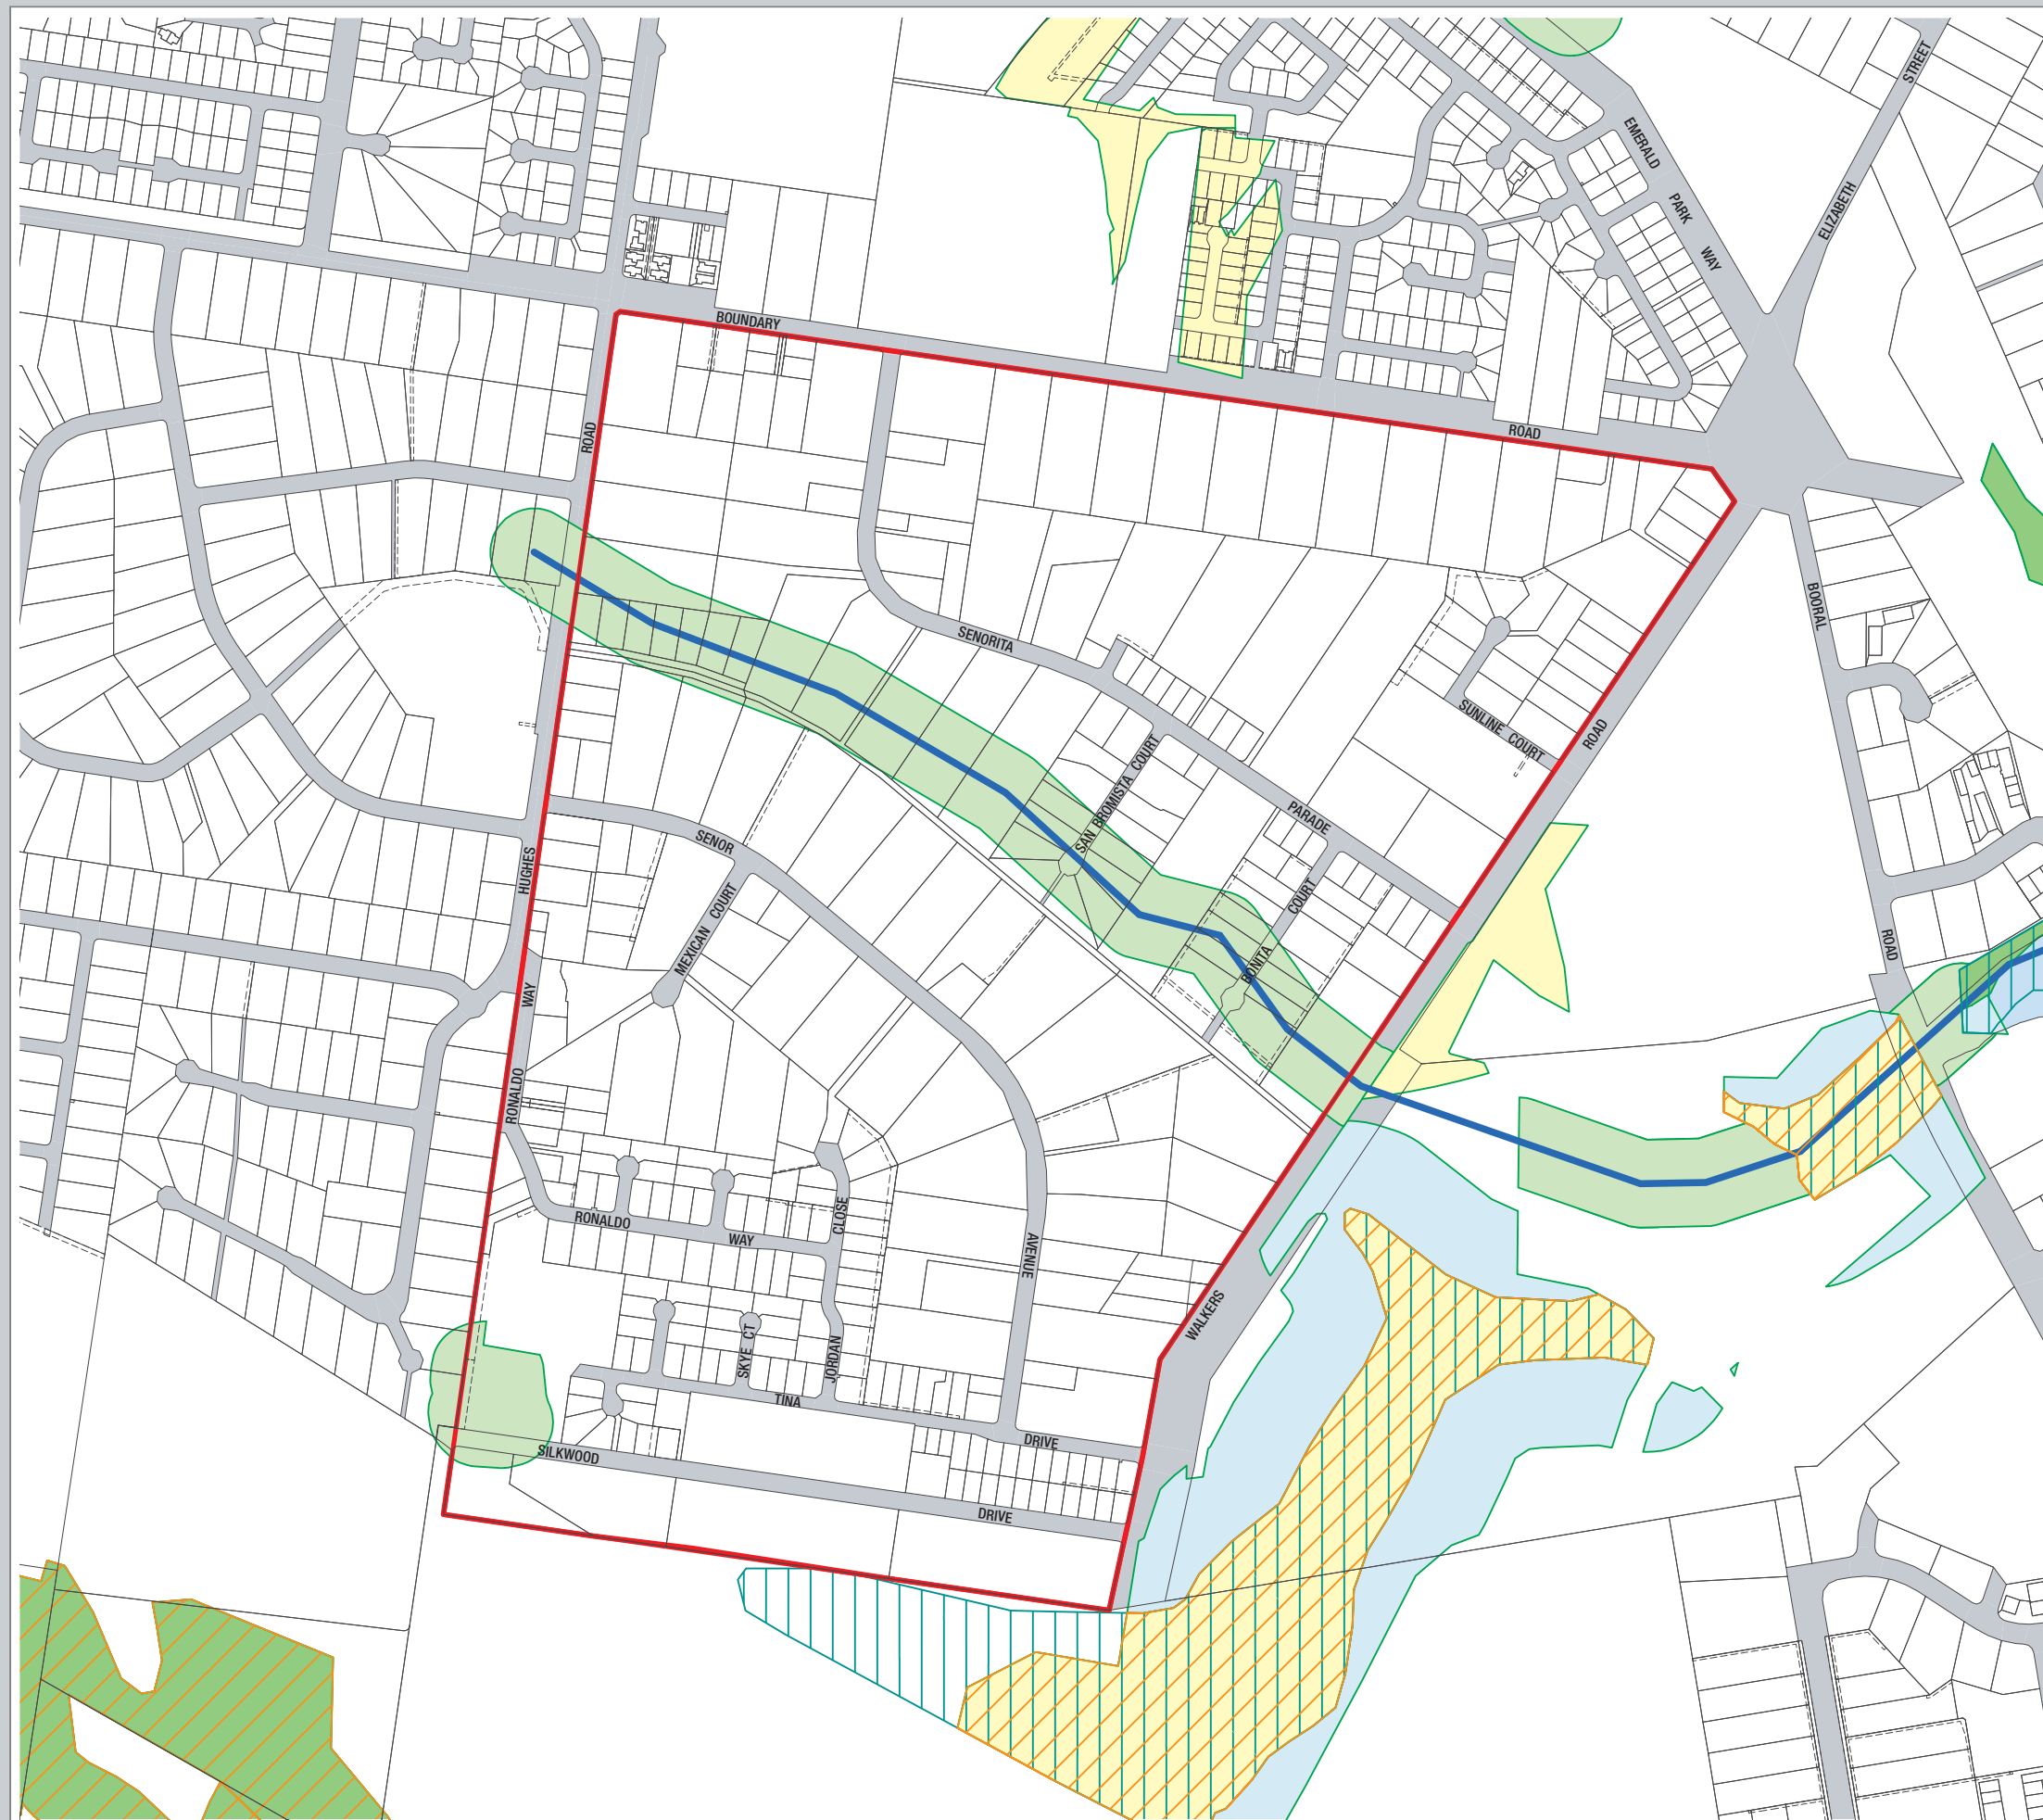 STREET
EMERALD
PARK
WAY
ELIZABETH
BOUNDARY
ROAD
ROAD
BOORAL
SENORITA
SUNLINE COURT
ROAD
SAN BROMISTA COURT
PARADE
SENOR
HUGHES
MEXICAN COURT
COURT
BONITA
ROAD
WAY
RONALDO
RONALDO
WAY
CLOSE
AVENUE
WALKERS
SKYE CT
JORDAN
TINA
DRIVE
SILKWOOD
DRIVE